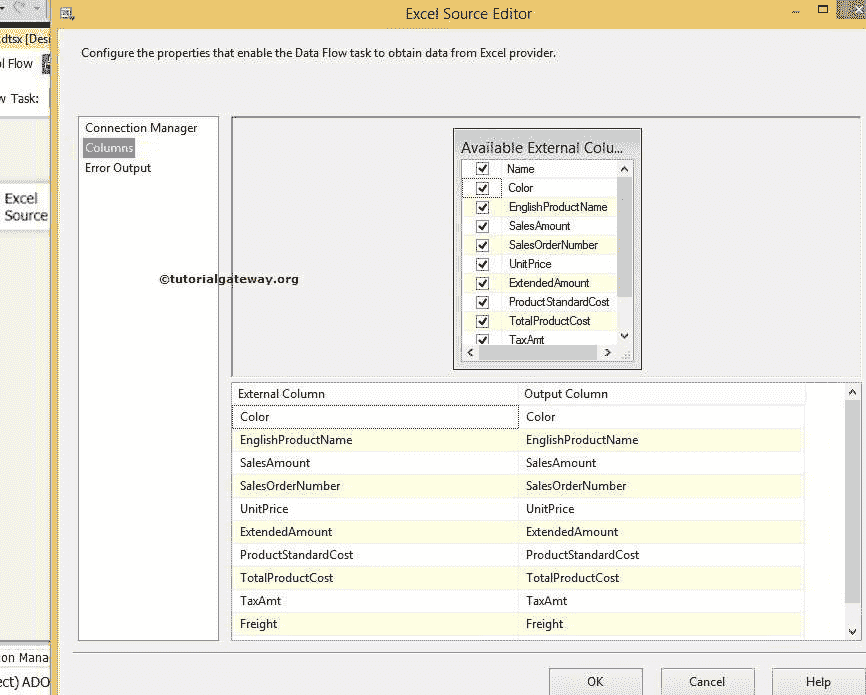 Excel Source Editor
.dtsx [Desi
ol Flow
w Task:
Configure the properties that enable the Data Flow task to obtain data from Excel provider.
Connection Manager
Columns
Error Output
Excel
Source
©tutorialgateway.org
Available External Colu...
Name
Color
EnglishProductName
SalesAmount
SalesOrderNumber
UnitPrice
ExtendedAmount
ProductStandardCost
TotalProductCost
TaxAmt
External Column Output Column
Color Color
EnglishProductName EnglishProductName
SalesAmount SalesAmount
SalesOrderNumber SalesOrderNumber
UnitPrice UnitPrice
ExtendedAmount ExtendedAmount
ProductStandardCost ProductStandardCost
TotalProductCost TotalProductCost
TaxAmt TaxAmt
Freight Freight
ion Mana
ect) ADO
OK Cancel Help